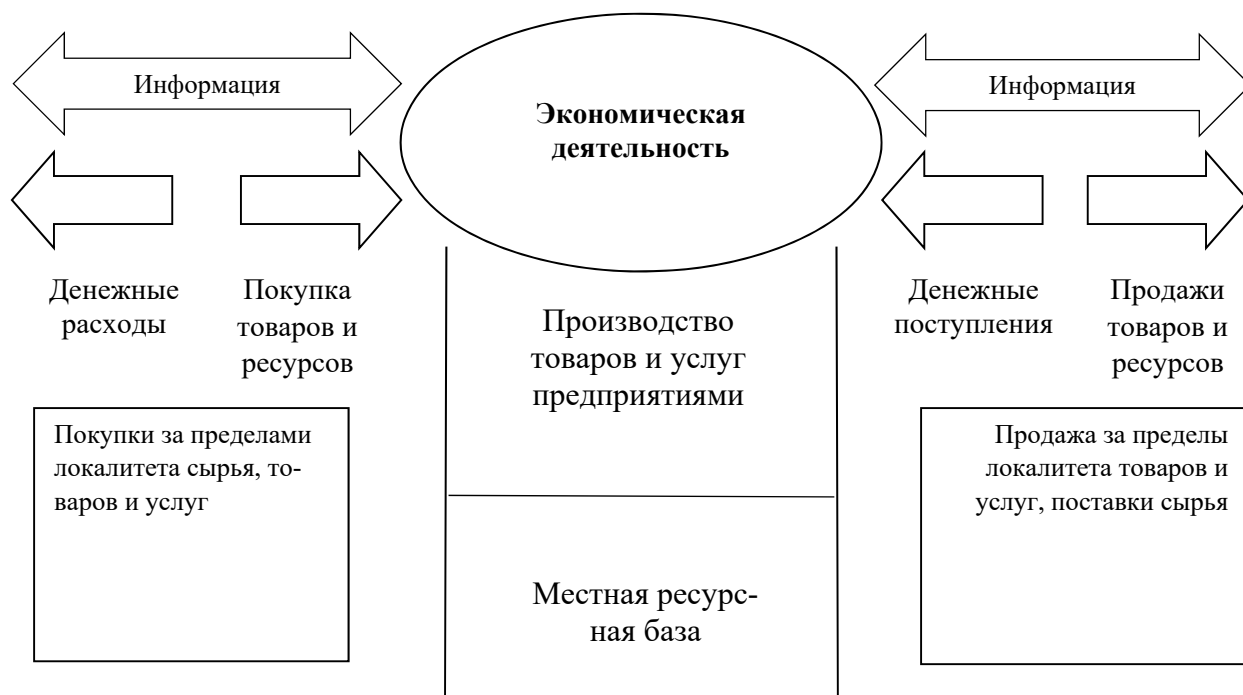 Информация
Экономическая
деятельность
Информация
Денежные
расходы
Покупка
товаров и
ресурсов
Производство
товаров и услуг
предприятиями
Денежные
поступления
Продажи
товаров и
ресурсов
Покупки за пределами
локалитета сырья, то-
варов и услуг
Продажа за пределы
локалитета товаров и
услуг, поставки сырья
Местная ресурс-
ная база